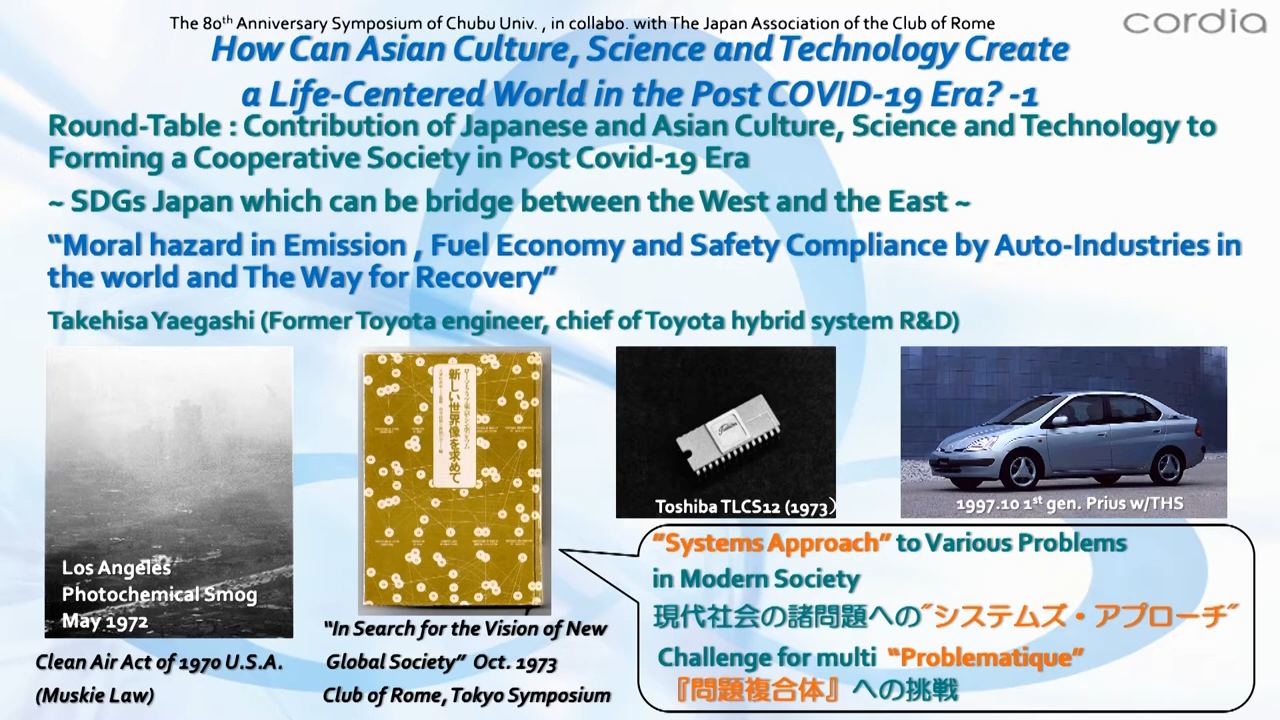 The 80th Anniversary Symposium of Chubu Univ. , in collabo. with The Japan Association of the Club of Rome
cordia
How Can Asian Culture, Science and Technology Create
a Life-Centered World in the Post COVID-19 Era? -1
Round-Table : Contribution of Japanese and Asian Culture, Science and Technology to
Forming a Cooperative Society in Post Covid-19 Era
~ SDGs Japan which can be bridge between the West and the East ~
“Moral hazard in Emission , Fuel Economy and Safety Compliance by Auto-Industries in
the world and The Way for Recovery”
Takehisa Yaegashi (Former Toyota engineer, chief of Toyota hybrid system R&D)
Los Angeles
Photochemical Smog
May 1972
Clean Air Act of 1970 U.S.A.
(Muskie Law)
新しい世界像を求めて
“In Search for the Vision of New
Global Society” Oct. 1973
Club of Rome, Tokyo Symposium
Toshiba
Toshiba TLCS12 (1973)
1997.10 1st gen. Prius w/THS
”Systems Approach” to Various Problems
in Modern Society
現代社会の諸問題への˝システムズ・アプローチ˝
Challenge for multi “Problematique”
『問題複合体』への挑戦